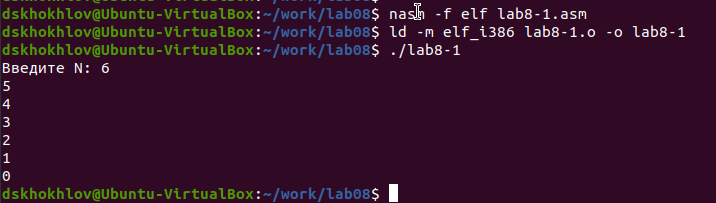 dskhokhlov@Ubuntu-VirtualBox:~/work/lab08$ nasm -f elf lab8-1.asm
dskhokhlov@Ubuntu-VirtualBox:~/work/lab08$ ld -m elf_i386 lab8-1.o -o lab8-1
dskhokhlov@Ubuntu-VirtualBox:~/work/lab08$ ./lab8-1
Введите N: 6
5
4
3
2
1
0
dskhokhlov@Ubuntu-VirtualBox:~/work/lab08$